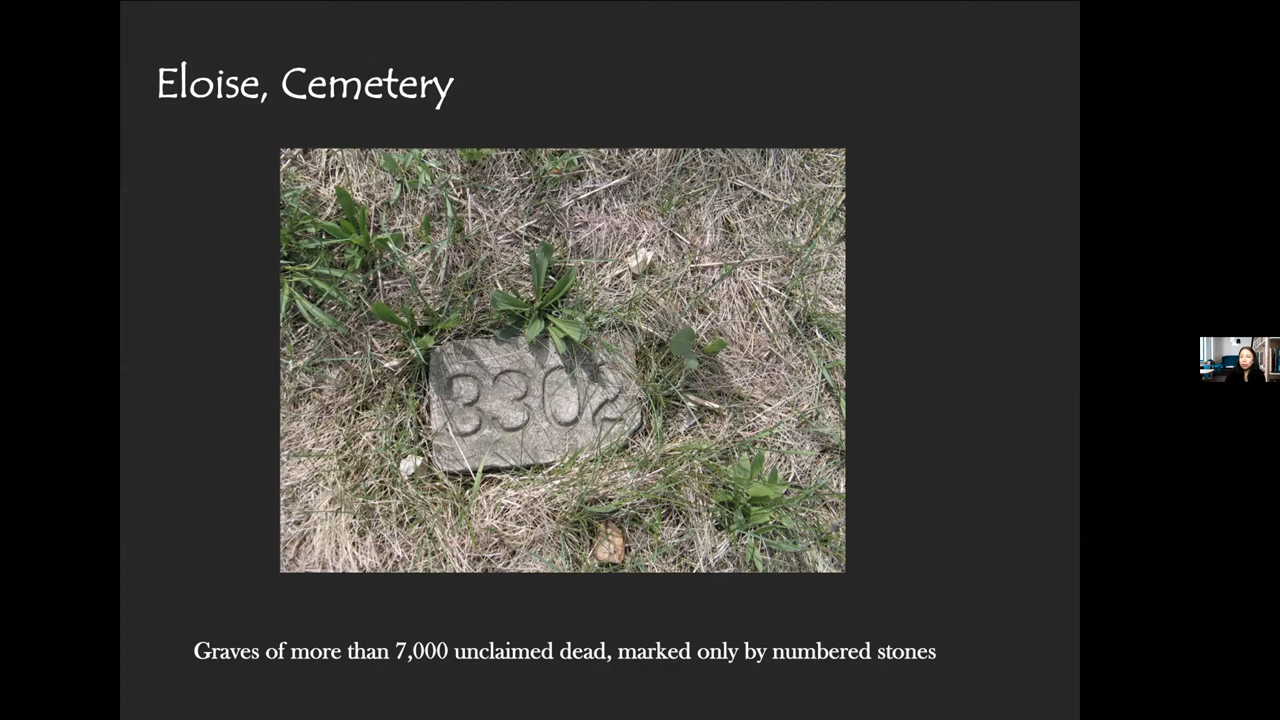 Eloise, Cemetery
3302
Graves of more than 7,000 unclaimed dead, marked only by numbered stones